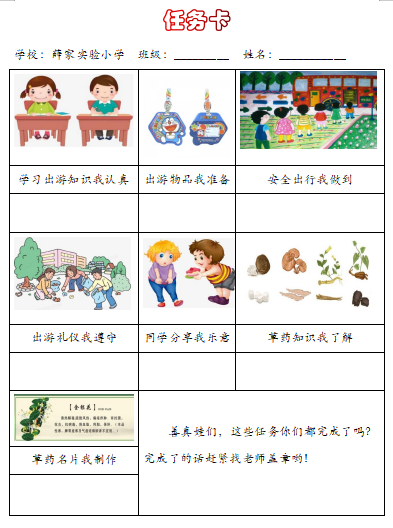 任务卡
学校：薛家实验小学 班级：________ 姓名：__________
学习出游知识我认真 出游物品我准备 安全出行我做到
出游礼仪我遵守 同学分享我乐意 草药知识我了解
【金银花】
草药名片我制作
善真娃们，这些任务你们都完成了吗？
完成了的话赶紧找老师盖章哟！